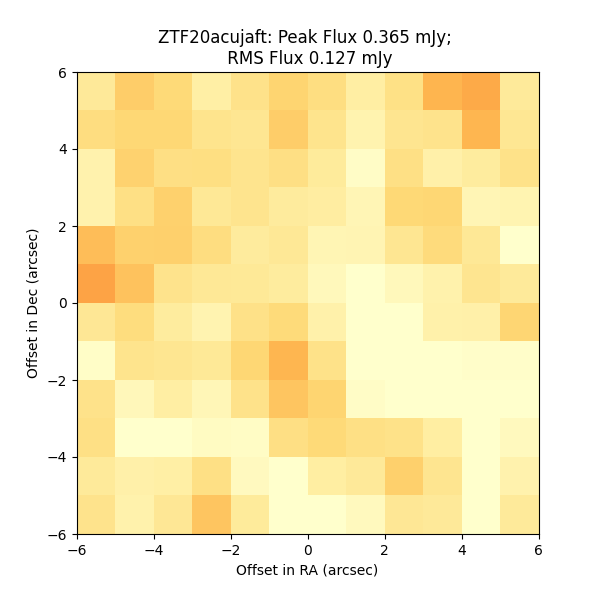 ZTF20acujaft: Peak Flux 0.365 mJy;
RMS Flux 0.127 mJy
6
4
2
0
−2
−4
−6
Offset in Dec (arcsec)
−6 −4 −2 0 2 4 6
Offset in RA (arcsec)